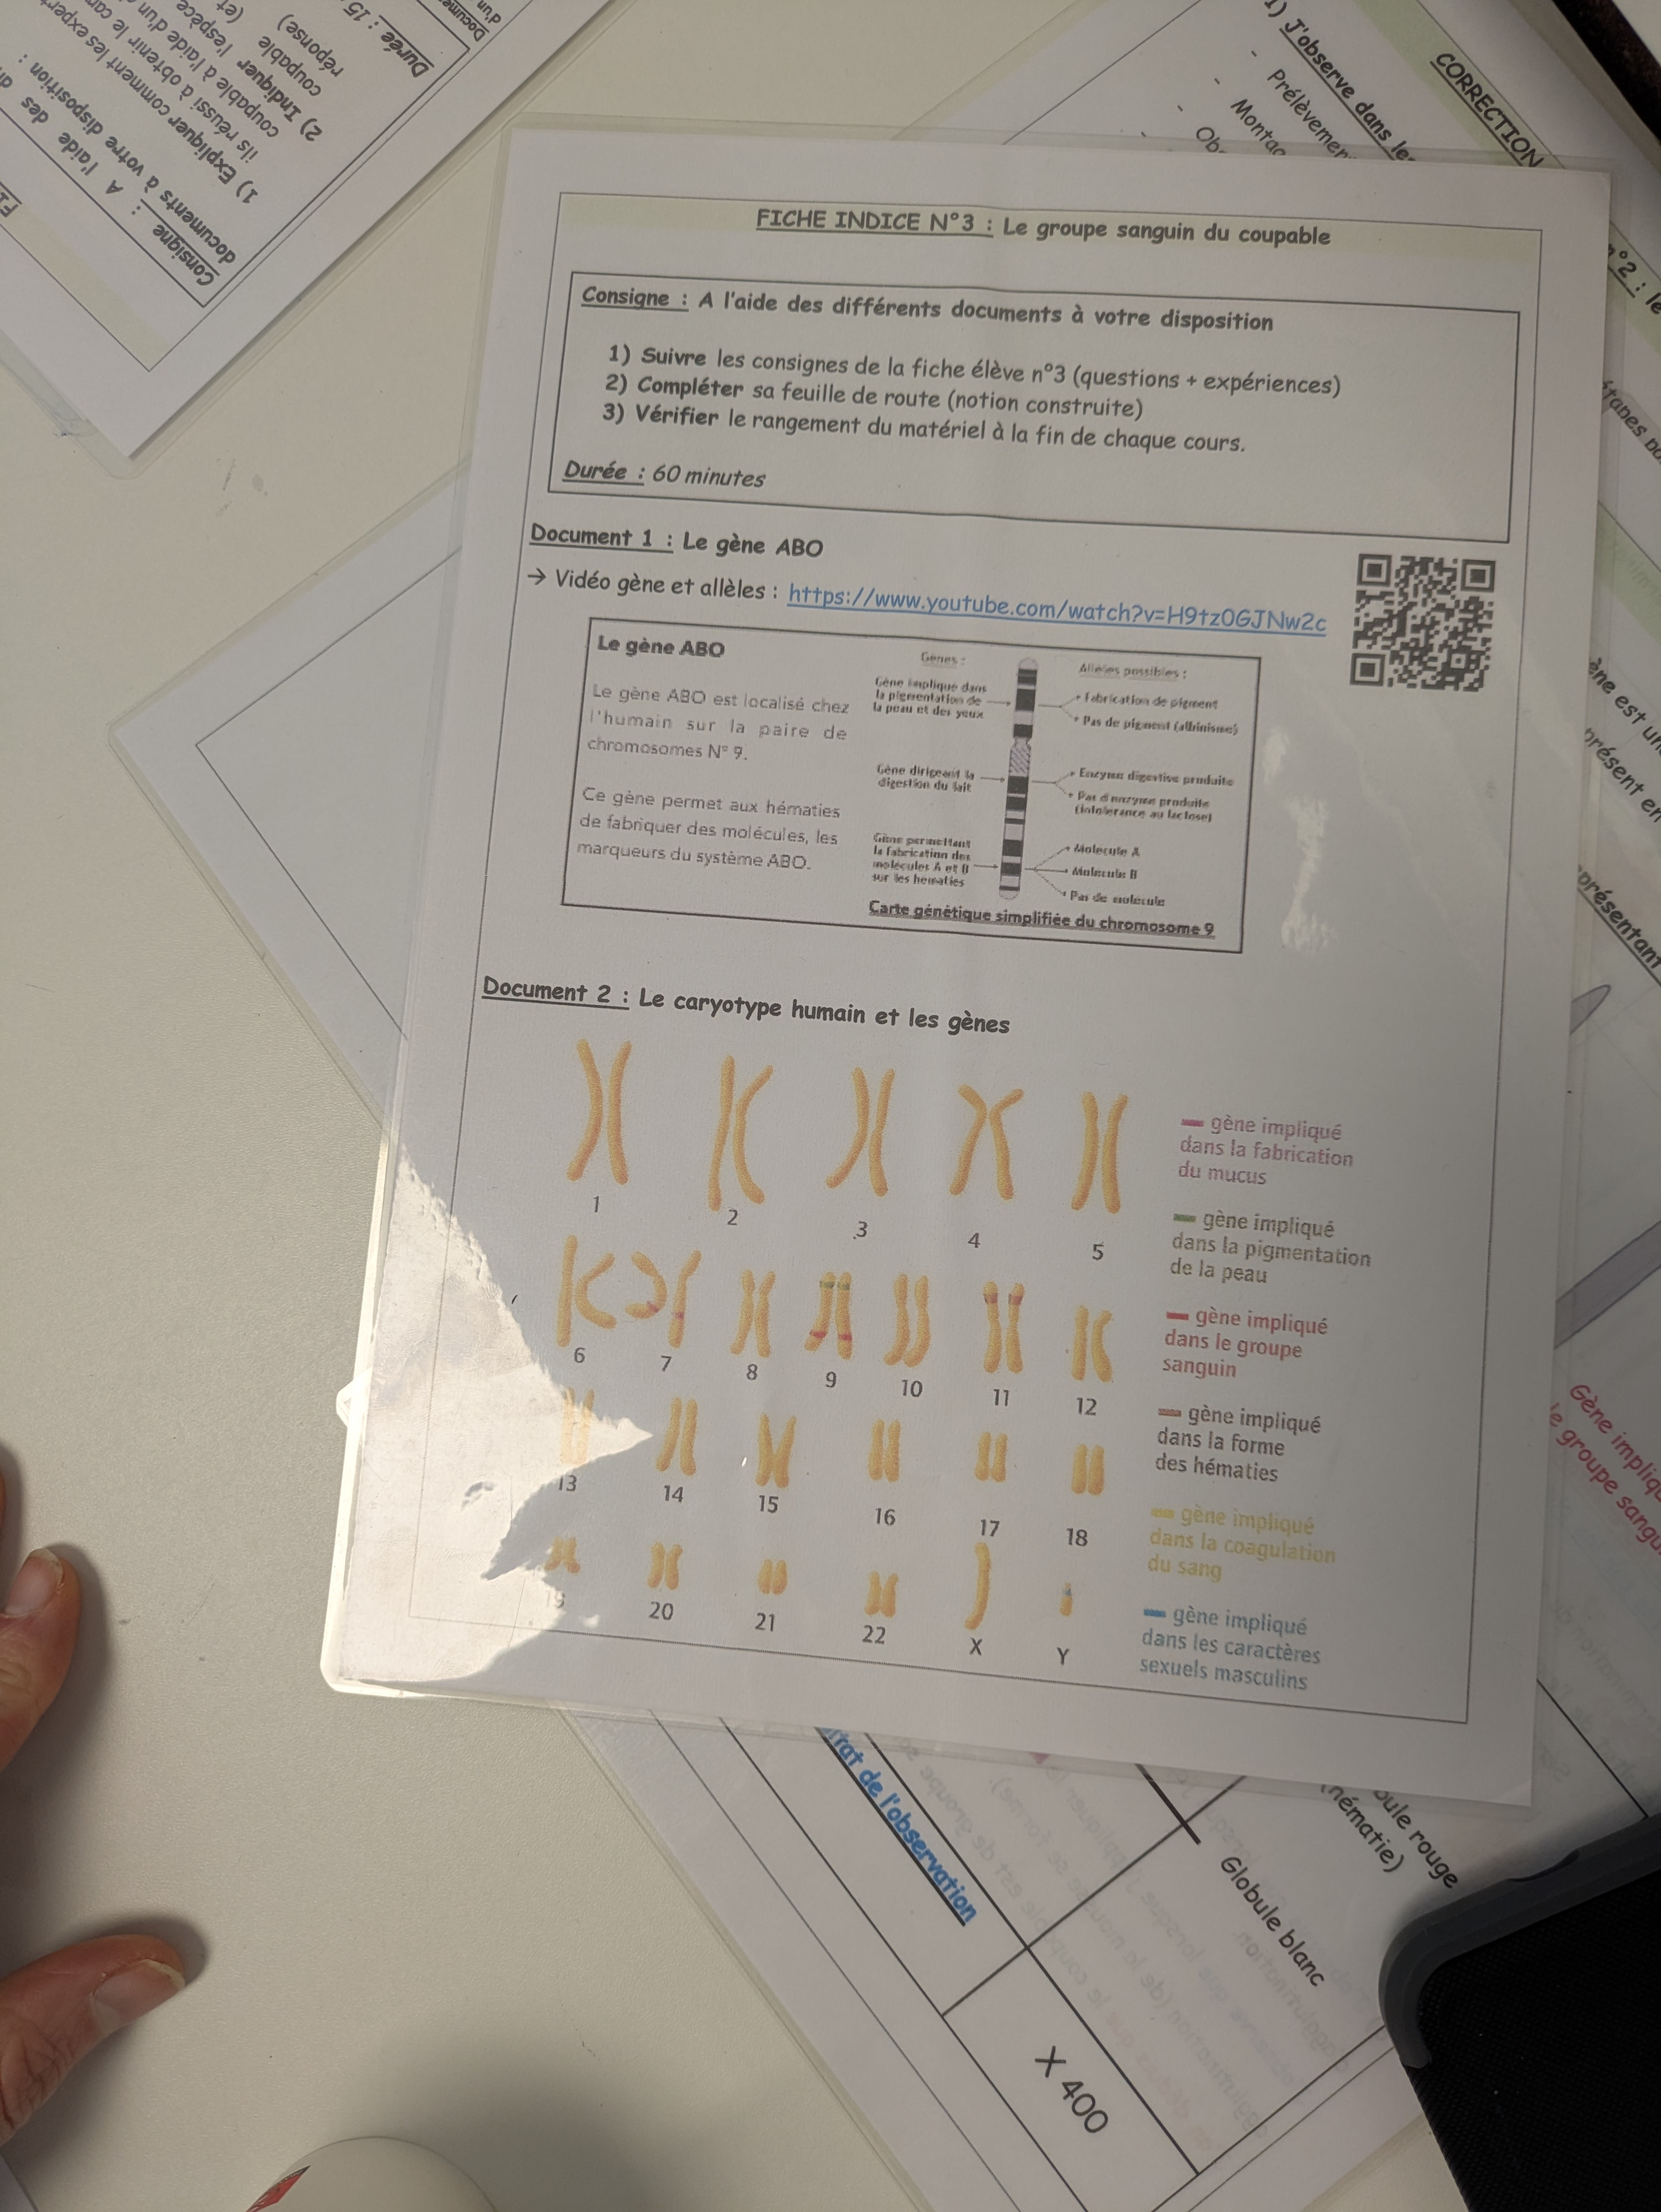 FICHE INDICE N°3 : Le groupe sanguin du coupable
Consigne : A l'aide des différents documents à votre disposition
1) Suivre les consignes de la fiche élève n°3 (questions + expériences)
2) Compléter sa feuille de route (notion construite)
3) Vérifier le rangement du matériel à la fin de chaque cours.
Durée : 60 minutes
Document 1 : Le gène ABO
→ Vidéo gène et allèles : https://www.youtube.com/watch?v=H9tz0GJNw2c
Le gène ABO
Le gène ABO est localisé chez
l'humain sur la paire de
chromosomes N° 9.
Ce gène permet aux hématies
de fabriquer des molécules, les
marqueurs du système ABO.
Gènes :
Gène impliqué dans
la pigmentation de
la peau et des yeux
Gène dirigeant la
digestion du lait
Gène permettant
la fabrication des
molécules A et B
sur les hématies
Allèles possibles :
Fabrication de pigment
Pas de pigment (albinisme)
Enzyme digestive produite
Pas d'enzyme produite
(intolérance au lactose)
Molécule A
Molécule B
Pas de molécule
Carte génétique simplifiée du chromosome 9
Document 2 : Le caryotype humain et les gènes
1 2 3 4 5
6 7 8 9 10 11 12
13 14 15 16 17 18
19 20 21 22 X Y
gène impliqué
dans la fabrication
du mucus
gène impliqué
dans la pigmentation
de la peau
gène impliqué
dans le groupe
sanguin
gène impliqué
dans la forme
des hématies
gène impliqué
dans la coagulation
du sang
gène impliqué
dans les caractères
sexuels masculins
CORRECTION
1) J'observe dans
Consigne :
A l'aide des
documents à votre disposition :
1) Expliquer comment les
ils réussi à obtenir le
coupable à l'aide d'un
2) Indiquer l'espèce
coupable (et
réponse)
Durée : 15
Docume
d'un
n°2 : le
ène est un
présent en
présentant
Gène impliq
le groupe sangu
tat de l'observation
bule rouge
(hématie)
Globule blanc
X 400